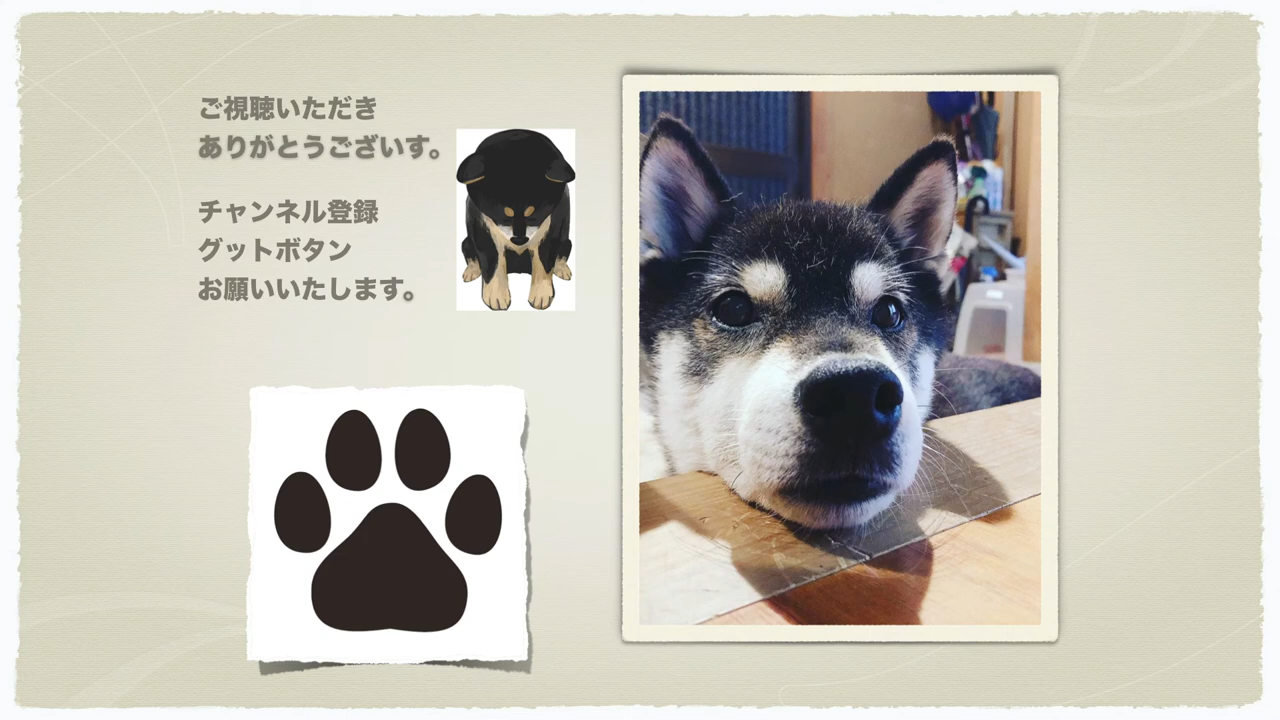 ご視聴いただき
ありがとうございす。
チャンネル登録
グットボタン
お願いいたします。